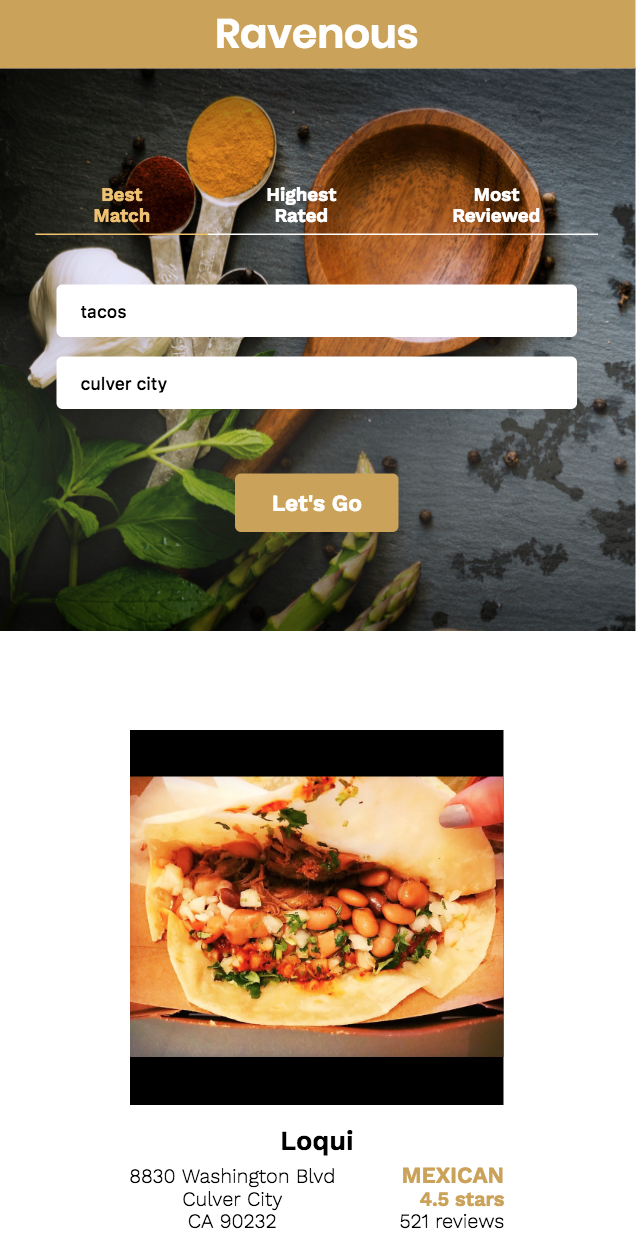 Ravenous
Best
Match
Highest
Rated
Most
Reviewed
tacos
culver city
Let's Go
Loqui
8830 Washington Blvd
Culver City
CA 90232
MEXICAN
4.5 stars
521 reviews